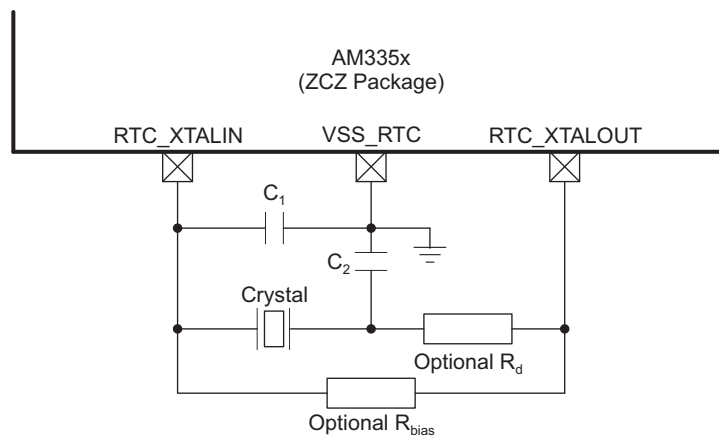 AM335x
(ZCZ Package)
RTC_XTALIN VSS_RTC RTC_XTALOUT
C1
C2
Crystal
Optional Rd
Optional Rbias